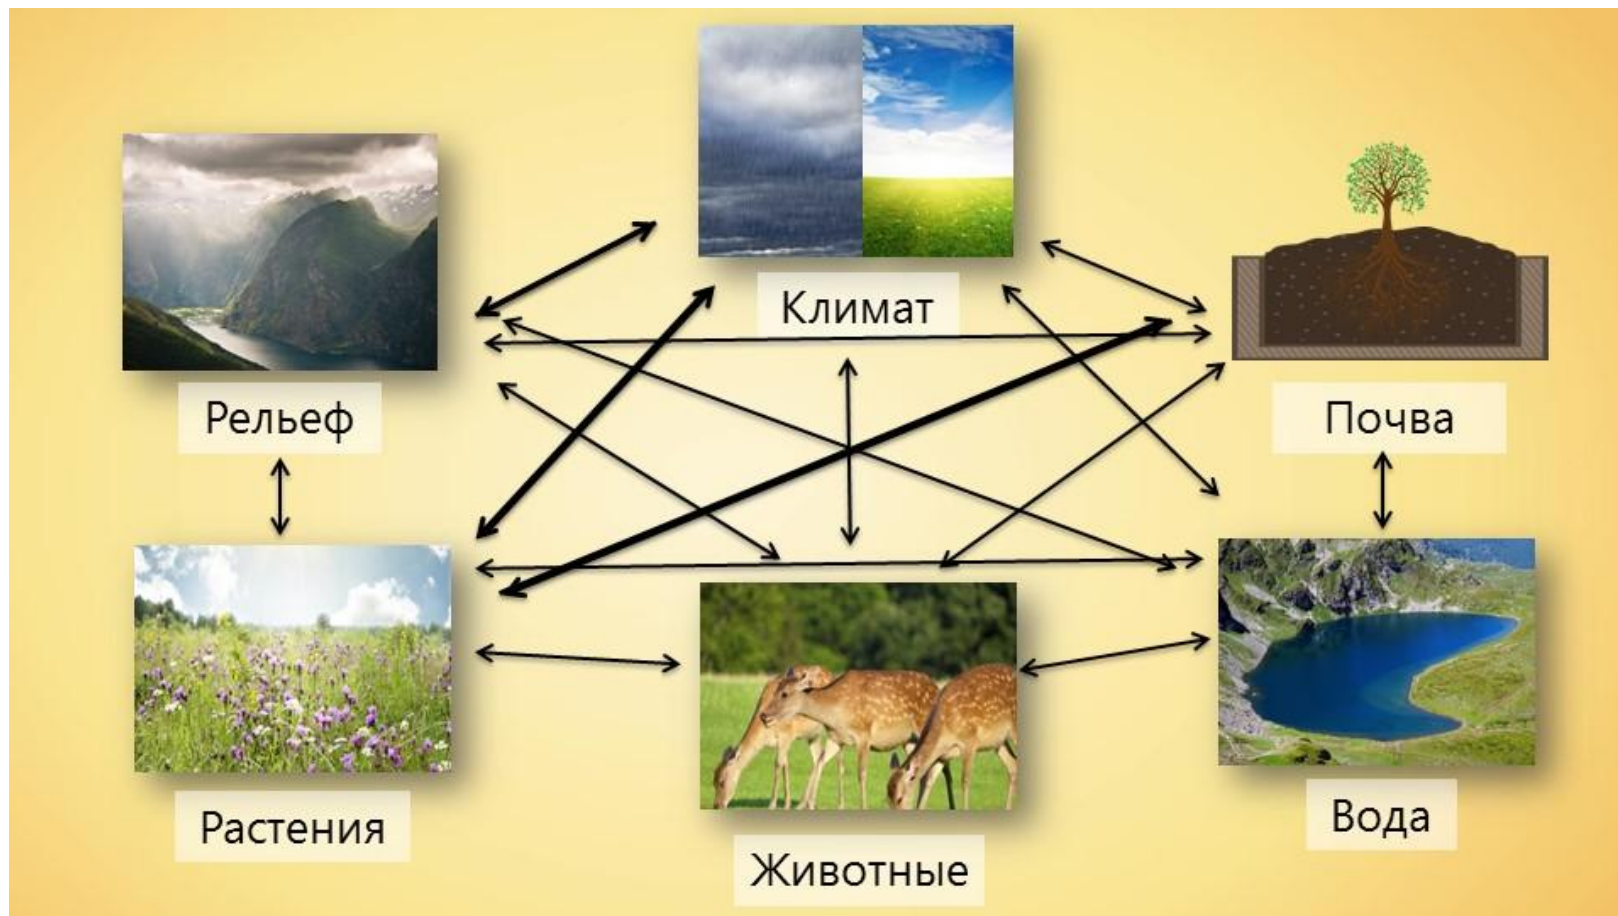 Климат
Рельеф
Почва
Растения
Животные
Вода